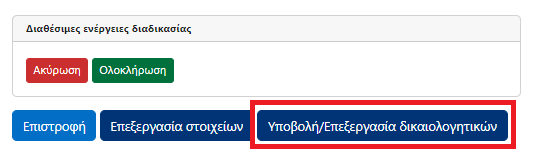 Διαθέσιμες ενέργειες διαδικασίας
Ακύρωση Ολοκλήρωση
Επιστροφή Επεξεργασία στοιχείων Υποβολή/Επεξεργασία δικαιολογητικών